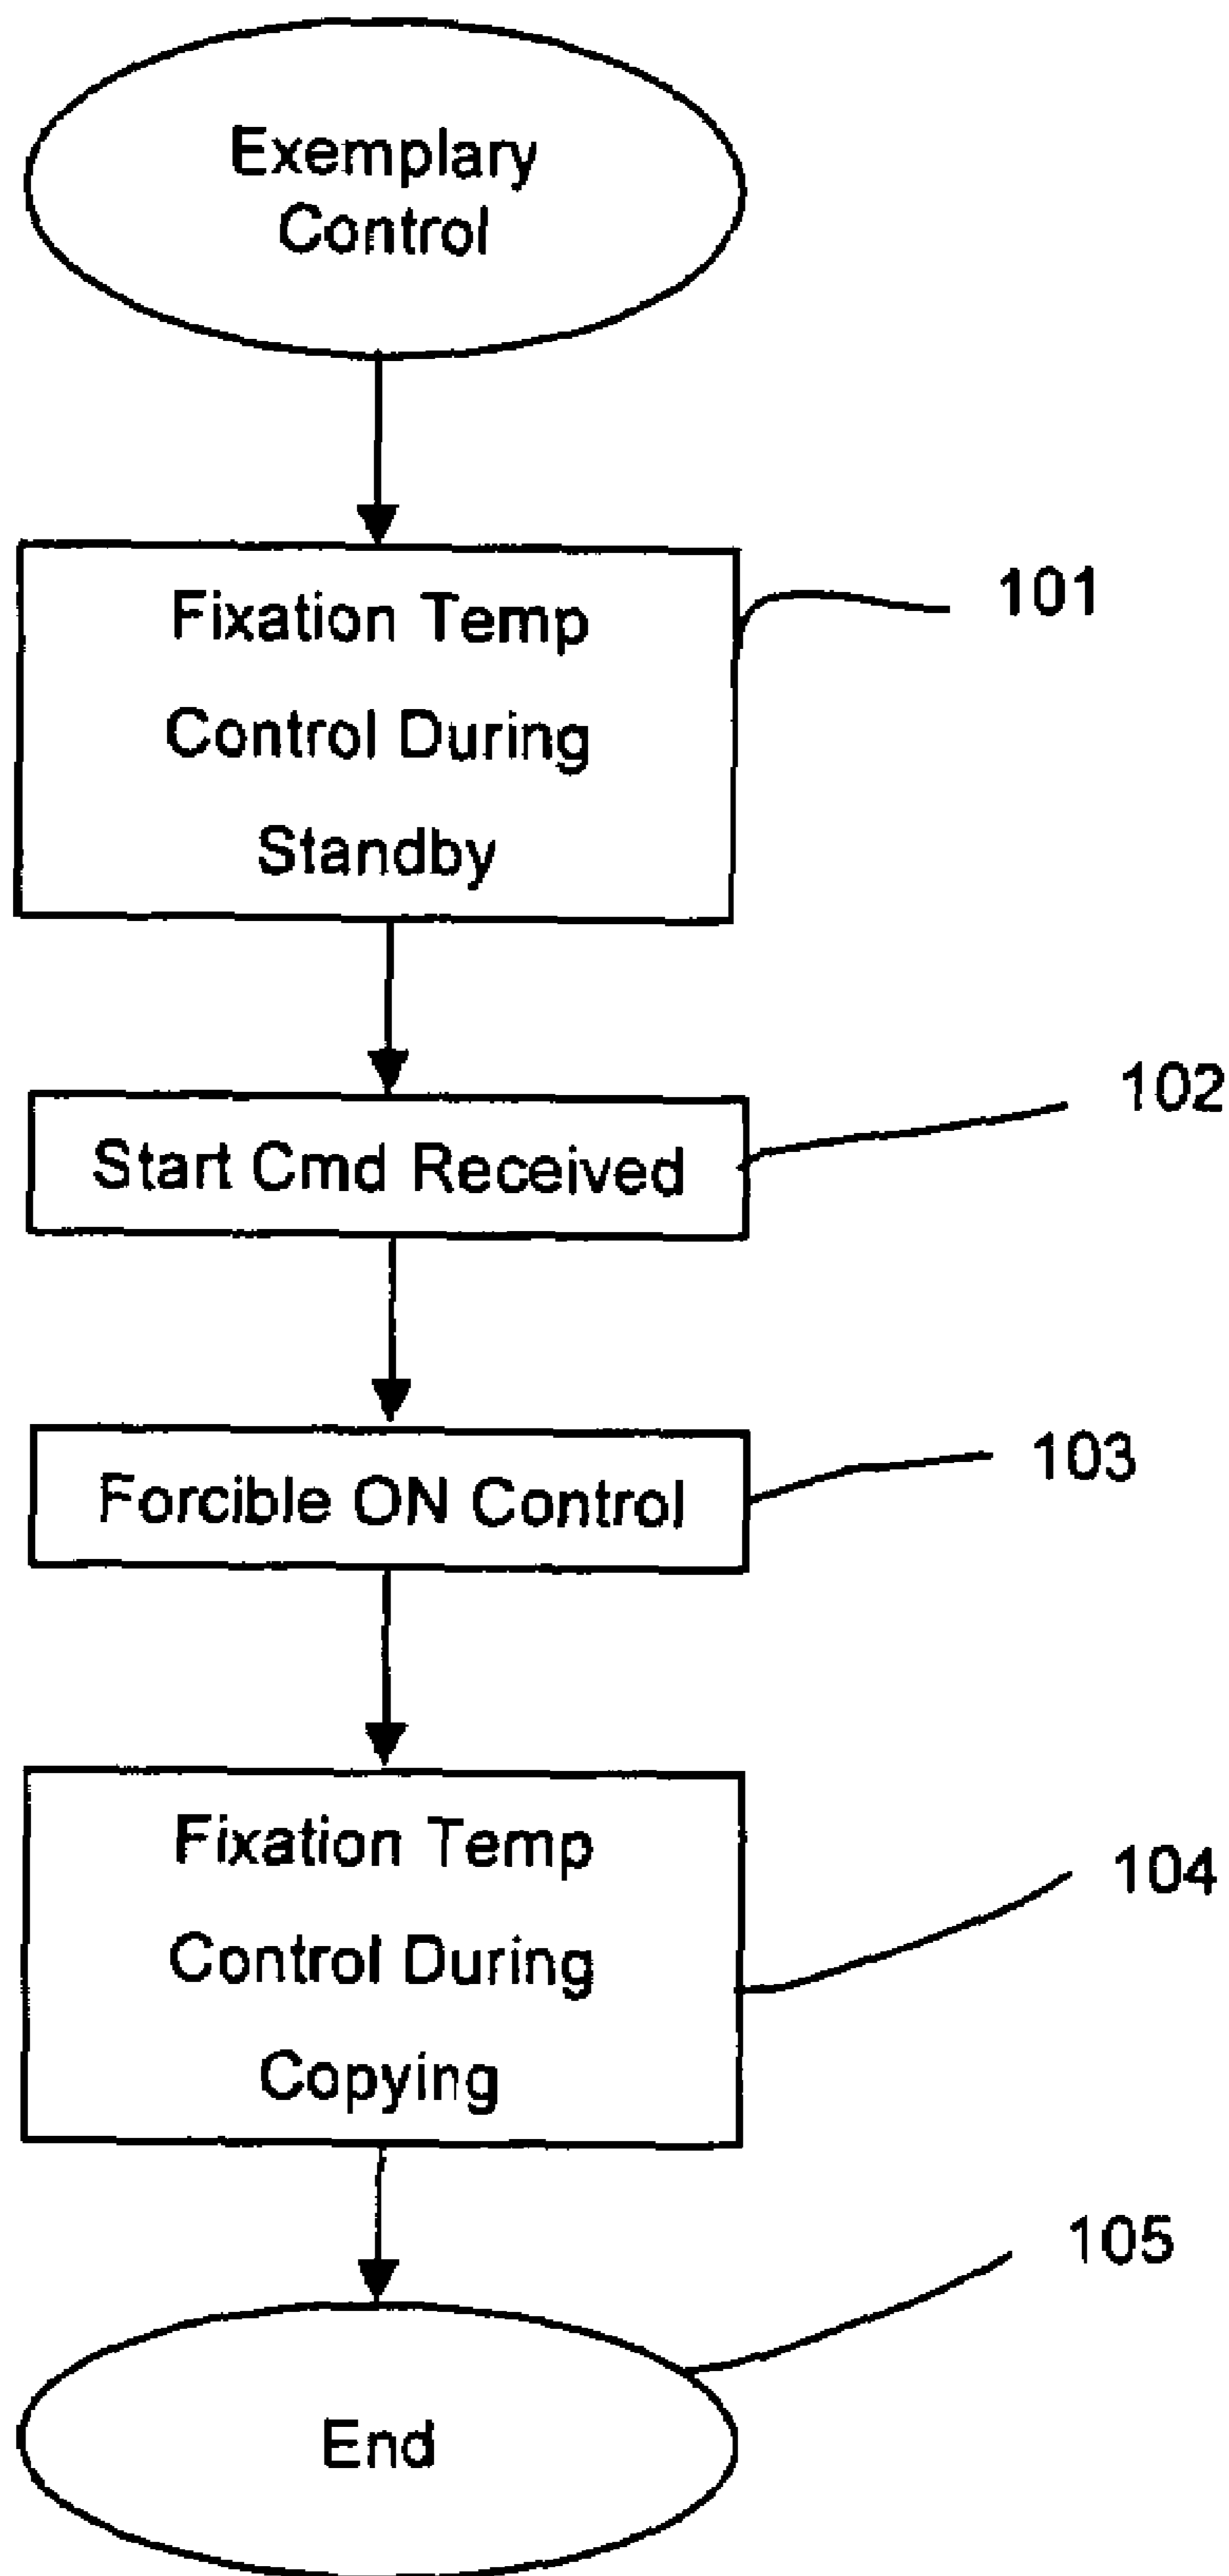 Exemplary
Control
Fixation Temp
Control During
Standby
101
Start Cmd Received
102
Forcible ON Control
103
Fixation Temp
Control During
Copying
104
End
105